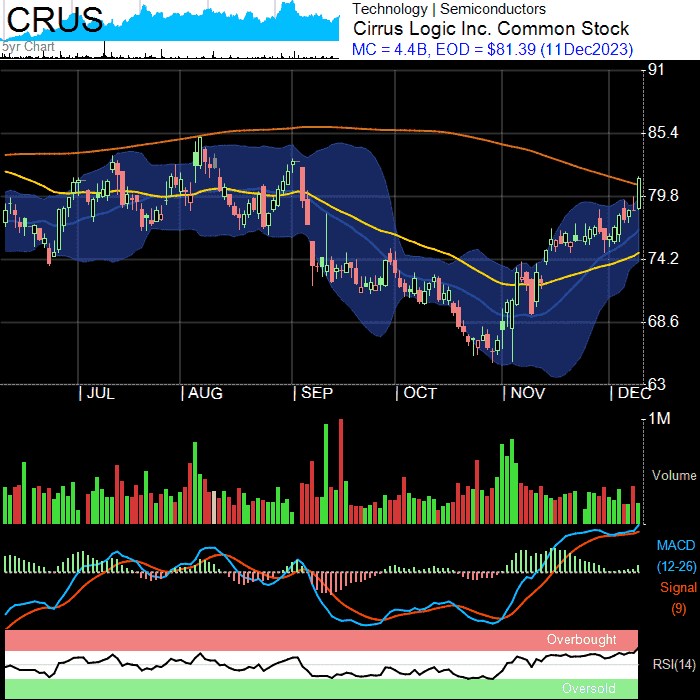 CRUS
5yr Chart
Technology | Semiconductors
Cirrus Logic Inc. Common Stock
MC = 4.4B, EOD = $81.39 (11Dec2023)
91
85.4
79.8
74.2
68.6
63
| JUL | AUG | SEP | OCT | NOV | DEC
1M
Volume
MACD
(12-26)
Signal
(9)
Overbought
RSI(14)
Oversold